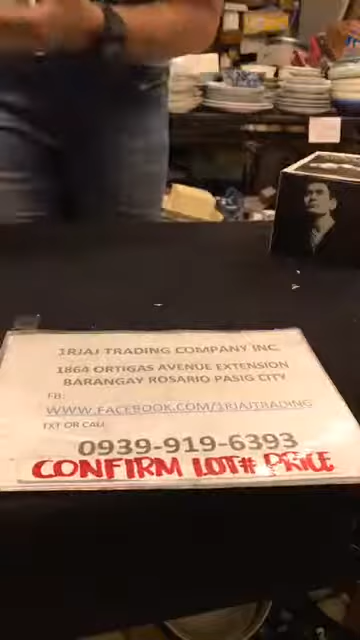 1RJAJ TRADING COMPANY INC.
1864 ORTIGAS AVENUE EXTENSION
BARANGAY ROSARIO PASIG CITY
FB:
WWW.FACEBOOK.COM/1RJAJTRADING
TXT OR CALL
0939-919-6393
CONFIRM LOT# PRICE